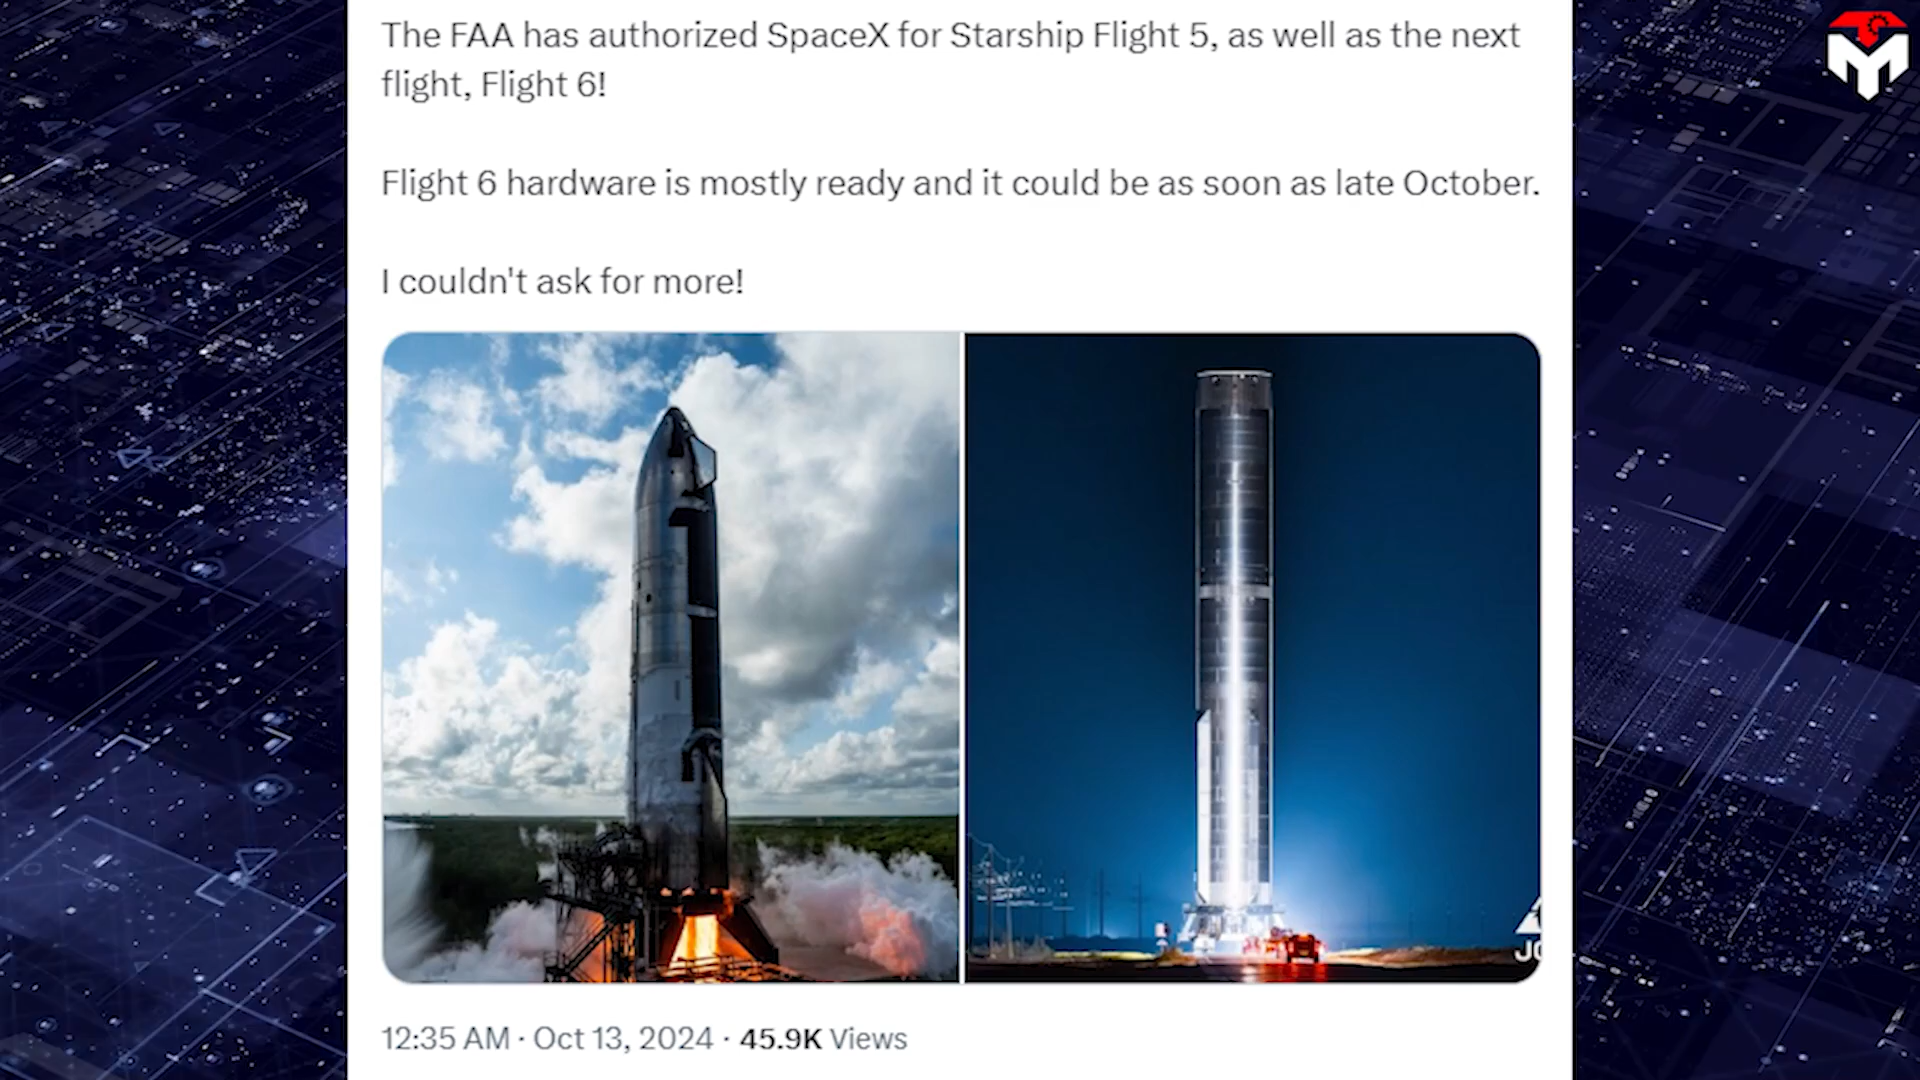 The FAA has authorized SpaceX for Starship Flight 5, as well as the next
flight, Flight 6!
Flight 6 hardware is mostly ready and it could be as soon as late October.
I couldn't ask for more!
12:35 AM · Oct 13, 2024 · 45.9K Views